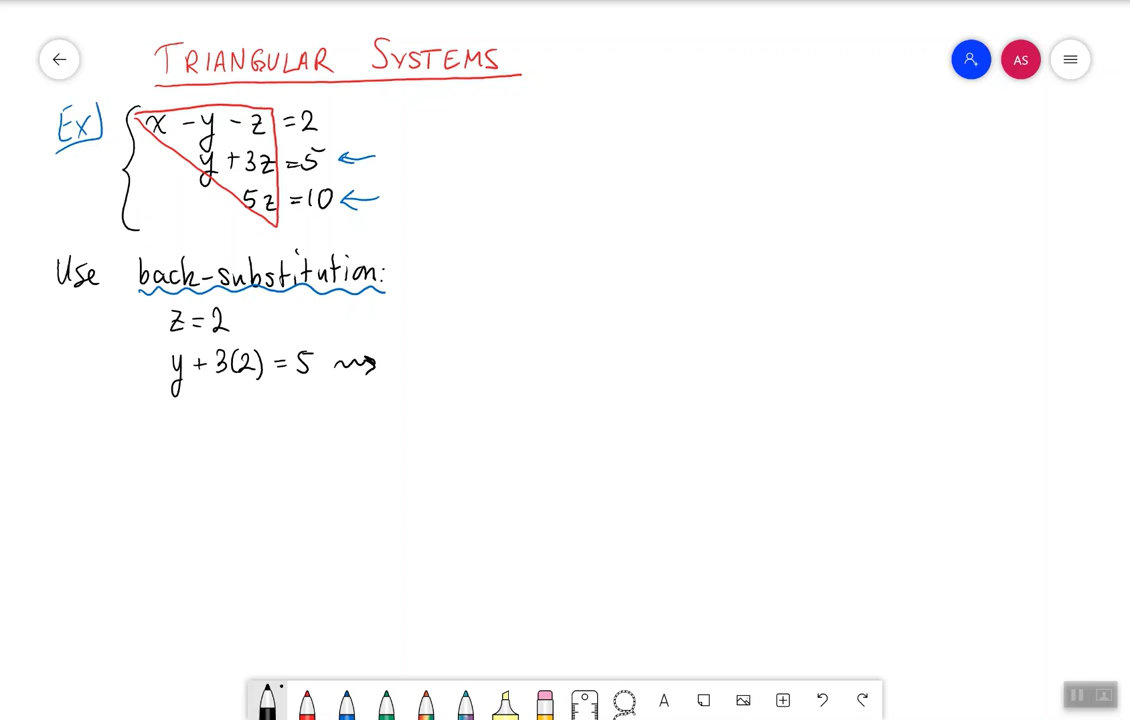 TRIANGULAR SYSTEMS
AS
Ex) x - y - z = 2
y + 3z = 5 ←
5z = 10 ←
Use back-substitution:
z = 2
y + 3(2) = 5 ⇝
A